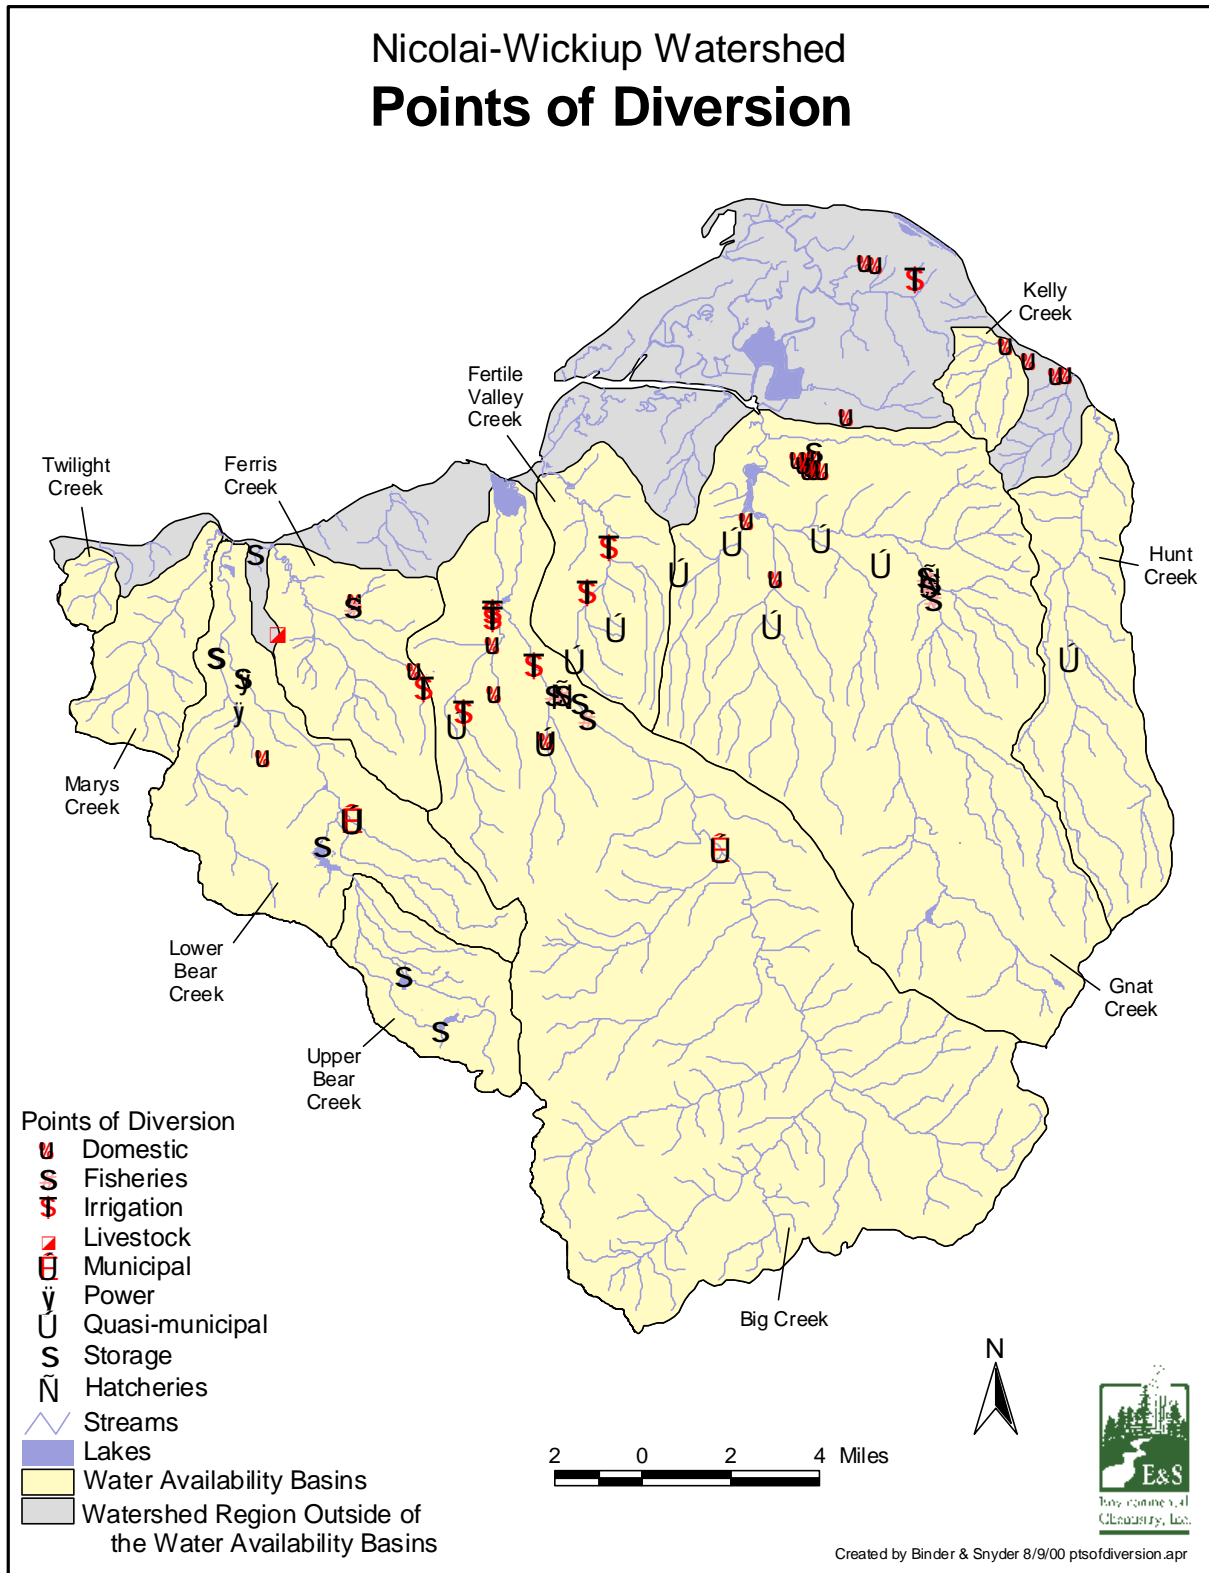 Nicolai-Wickiup Watershed
Points of Diversion
Kelly
Creek
Fertile
Valley
Creek
Twilight
Creek
Ferris
Creek
Hunt
Creek
Marys
Creek
Lower
Bear
Creek
Gnat
Creek
Upper
Bear
Creek
Big Creek
Points of Diversion
Domestic
Fisheries
Irrigation
Livestock
Municipal
ÿ Power
Ú Quasi-municipal
S Storage
Ñ Hatcheries
Streams
Lakes
Water Availability Basins
Watershed Region Outside of
the Water Availability Basins
N
2 0 2 4 Miles
E&S
Environmental
Chemistry, Inc.
Created by Binder & Snyder 8/9/00 ptsofdiversion.apr